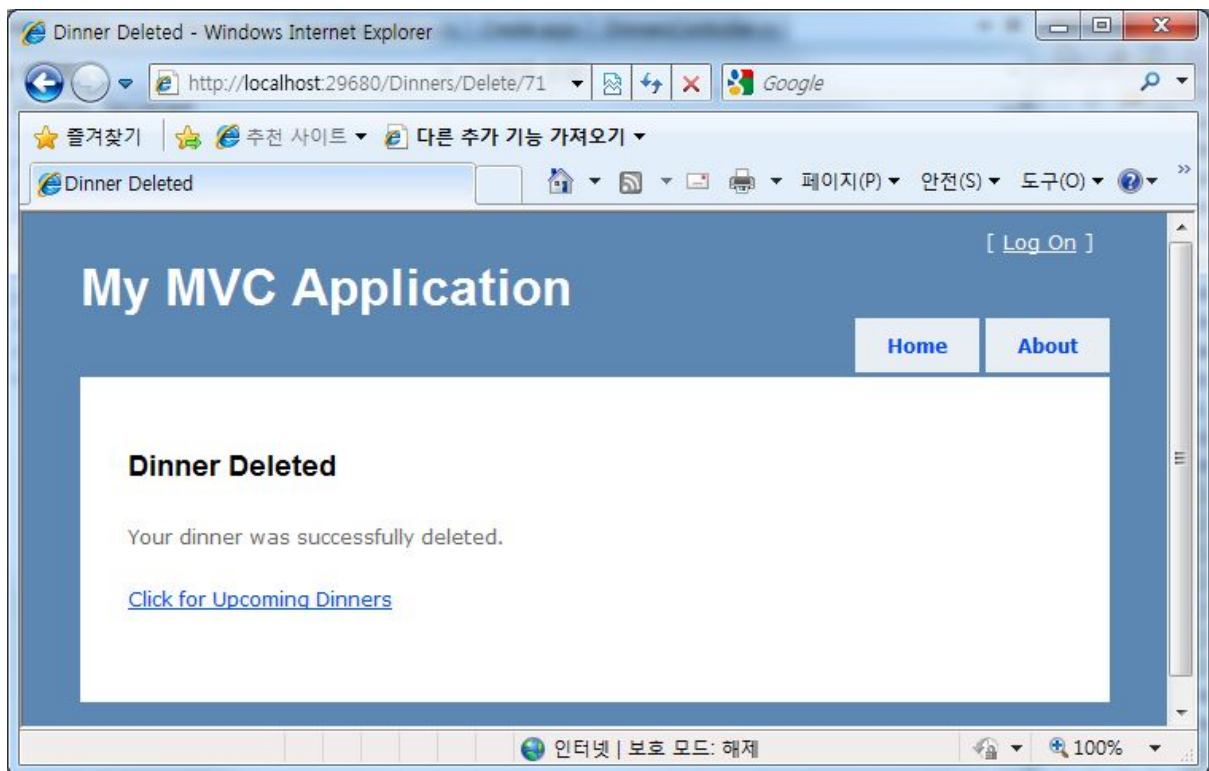 Dinner Deleted - Windows Internet Explorer
http://localhost:29680/Dinners/Delete/71
Google
즐겨찾기 추천 사이트 다른 추가 기능 가져오기
Dinner Deleted 페이지(P) 안전(S) 도구(O)
[ Log On ]
My MVC Application
Home About
Dinner Deleted
Your dinner was successfully deleted.
Click for Upcoming Dinners
인터넷 | 보호 모드: 해제 100%